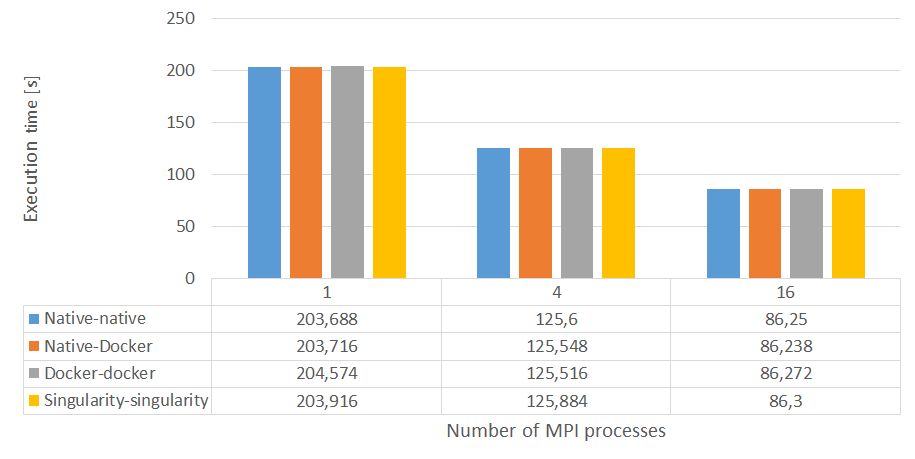 250
200
150
100
50
0
Execution time [s]
1 4 16
Native-native 203,688 125,6 86,25
Native-Docker 203,716 125,548 86,238
Docker-docker 204,574 125,516 86,272
Singularity-singularity 203,916 125,884 86,3
Number of MPI processes